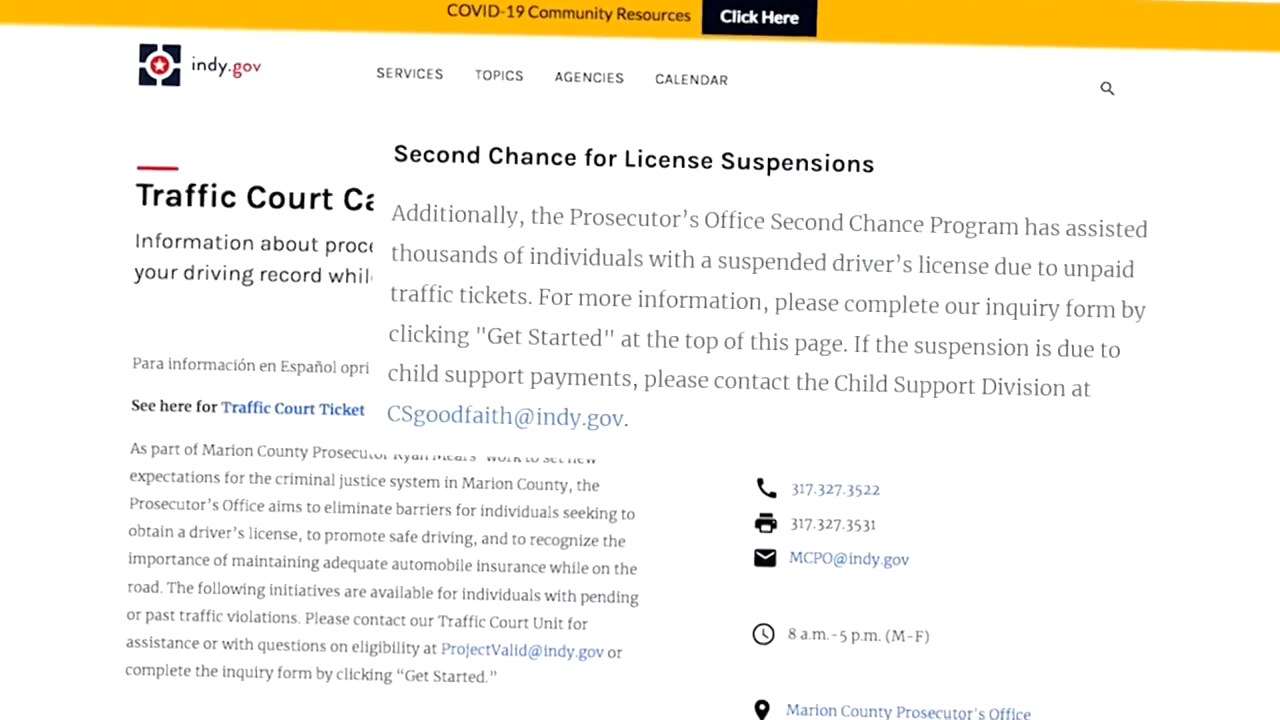 COVID-19 Community Resources Click Here
indy.gov
SERVICES TOPICS AGENCIES CALENDAR
Traffic Court
Information about
your driving record
Para información en Español
See here for Traffic Court Ticket
Second Chance for License Suspensions
Additionally, the Prosecutor's Office Second Chance Program has assisted
thousands of individuals with a suspended driver's license due to unpaid
traffic tickets. For more information, please complete our inquiry form by
clicking "Get Started" at the top of this page. If the suspension is due to
child support payments, please contact the Child Support Division at
CSgoodfaith@indy.gov.
As part of Marion County
expectations for the criminal justice system in Marion County, the
Prosecutor's Office aims to eliminate barriers for individuals seeking to
obtain a driver's license, to promote safe driving, and to recognize the
importance of maintaining adequate automobile insurance while on the
road. The following initiatives are available for individuals with pending
or past traffic violations. Please contact our Traffic Court Unit for
assistance or with questions on eligibility at ProjectValid@indy.gov or
complete the inquiry form by clicking “Get Started.”
317.327.3522
317.327.3531
MCPO@indy.gov
8 a.m.-5 p.m. (M-F)
Marion County Prosecutor's Office